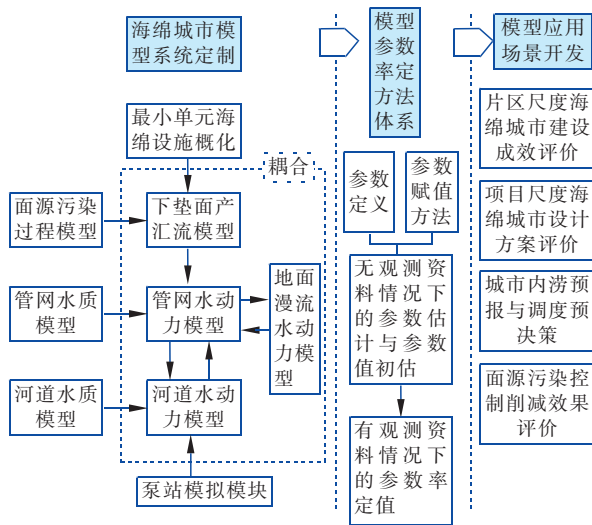 海绵城市模
型系统定制
最小单元海
绵设施概化
耦合
面源污染
过程模型
下垫面产
汇流模型
管网水质
模型
管网水动
力模型
地面
漫流
水动
力模
型
河道水质
模型
河道水动
力模型
泵站模拟模块
模型
参数
率定
方法
体系
参数
定义
参数
赋值
方法
无观测资
料情况下
的参数估
计与参数
值初估
有观测资
料情况下
的参数率
定值
模型应用
场景开发
片区尺度海
绵城市建设
成效评价
项目尺度海
绵城市设计
方案评价
城市内涝预
报与调度预
决策
面源污染控
制削减效果
评价